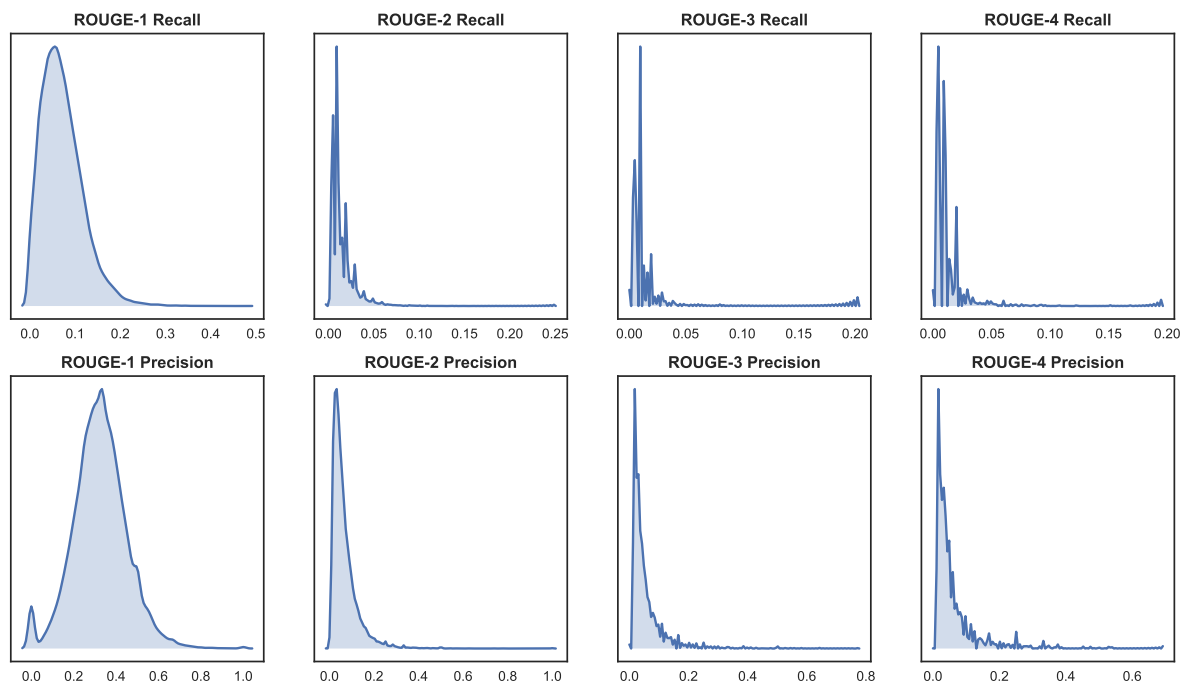 ROUGE-1 Recall ROUGE-2 Recall ROUGE-3 Recall ROUGE-4 Recall
0.0 0.1 0.2 0.3 0.4 0.5 0.00 0.05 0.10 0.15 0.20 0.25 0.00 0.05 0.10 0.15 0.20 0.00 0.05 0.10 0.15 0.20
ROUGE-1 Precision ROUGE-2 Precision ROUGE-3 Precision ROUGE-4 Precision
0.0 0.2 0.4 0.6 0.8 1.0 0.0 0.2 0.4 0.6 0.8 1.0 0.0 0.2 0.4 0.6 0.8 0.0 0.2 0.4 0.6